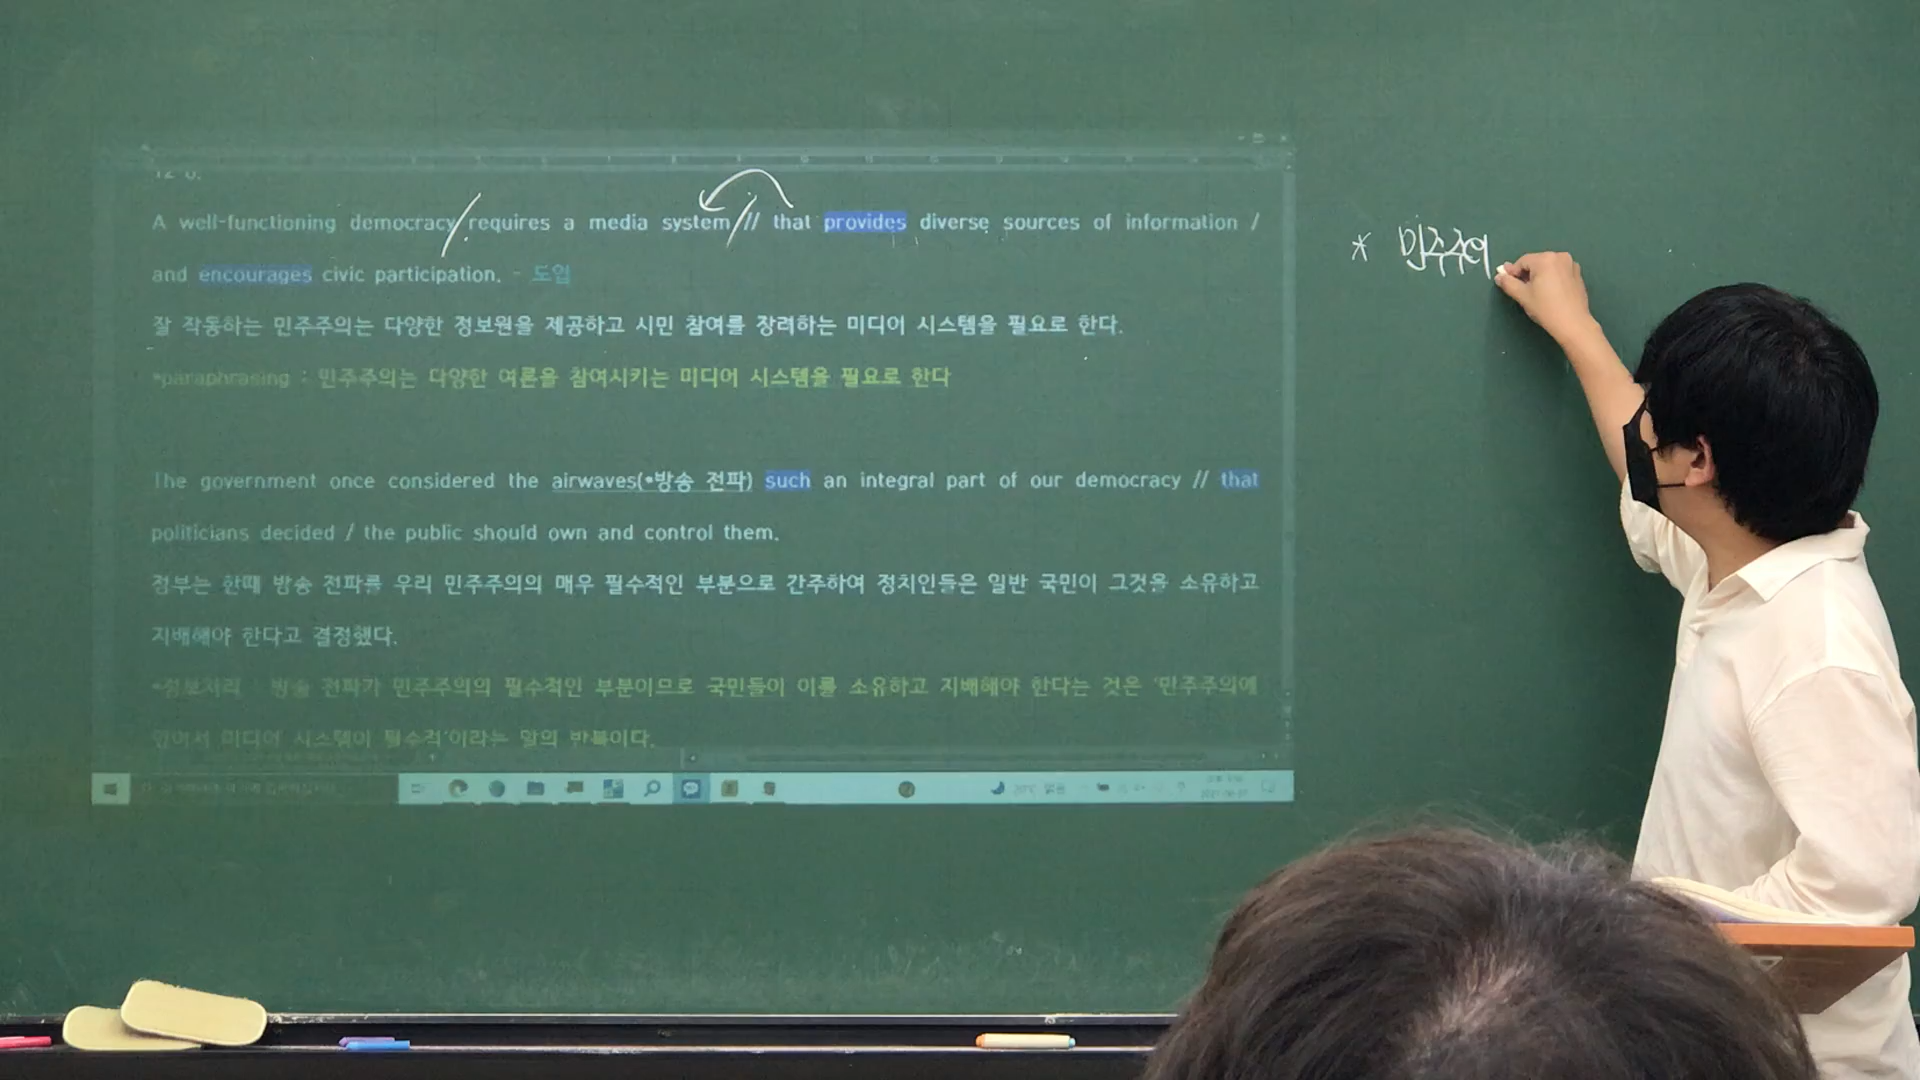 A well-functioning democracy / requires a media system // that provides diverse sources of information /
and encourages civic participation. - 도입
잘 작동하는 민주주의는 다양한 정보원을 제공하고 시민 참여를 장려하는 미디어 시스템을 필요로 한다.
*paraphrasing : 민주주의는 다양한 여론을 참여시키는 미디어 시스템을 필요로 한다
The government once considered the airwaves(*방송 전파) such an integral part of our democracy // that
politicians decided / the public should own and control them.
정부는 한때 방송 전파를 우리 민주주의의 매우 필수적인 부분으로 간주하여 정치인들은 일반 국민이 그것을 소유하고
지배해야 한다고 결정했다.
*정보처리 : 방송 전파가 민주주의의 필수적인 부분이므로 국민들이 이를 소유하고 지배해야 한다는 것은 '민주주의에
있어서 미디어 시스템이 필수적'이라는 말의 반복이다.
* 민주주의